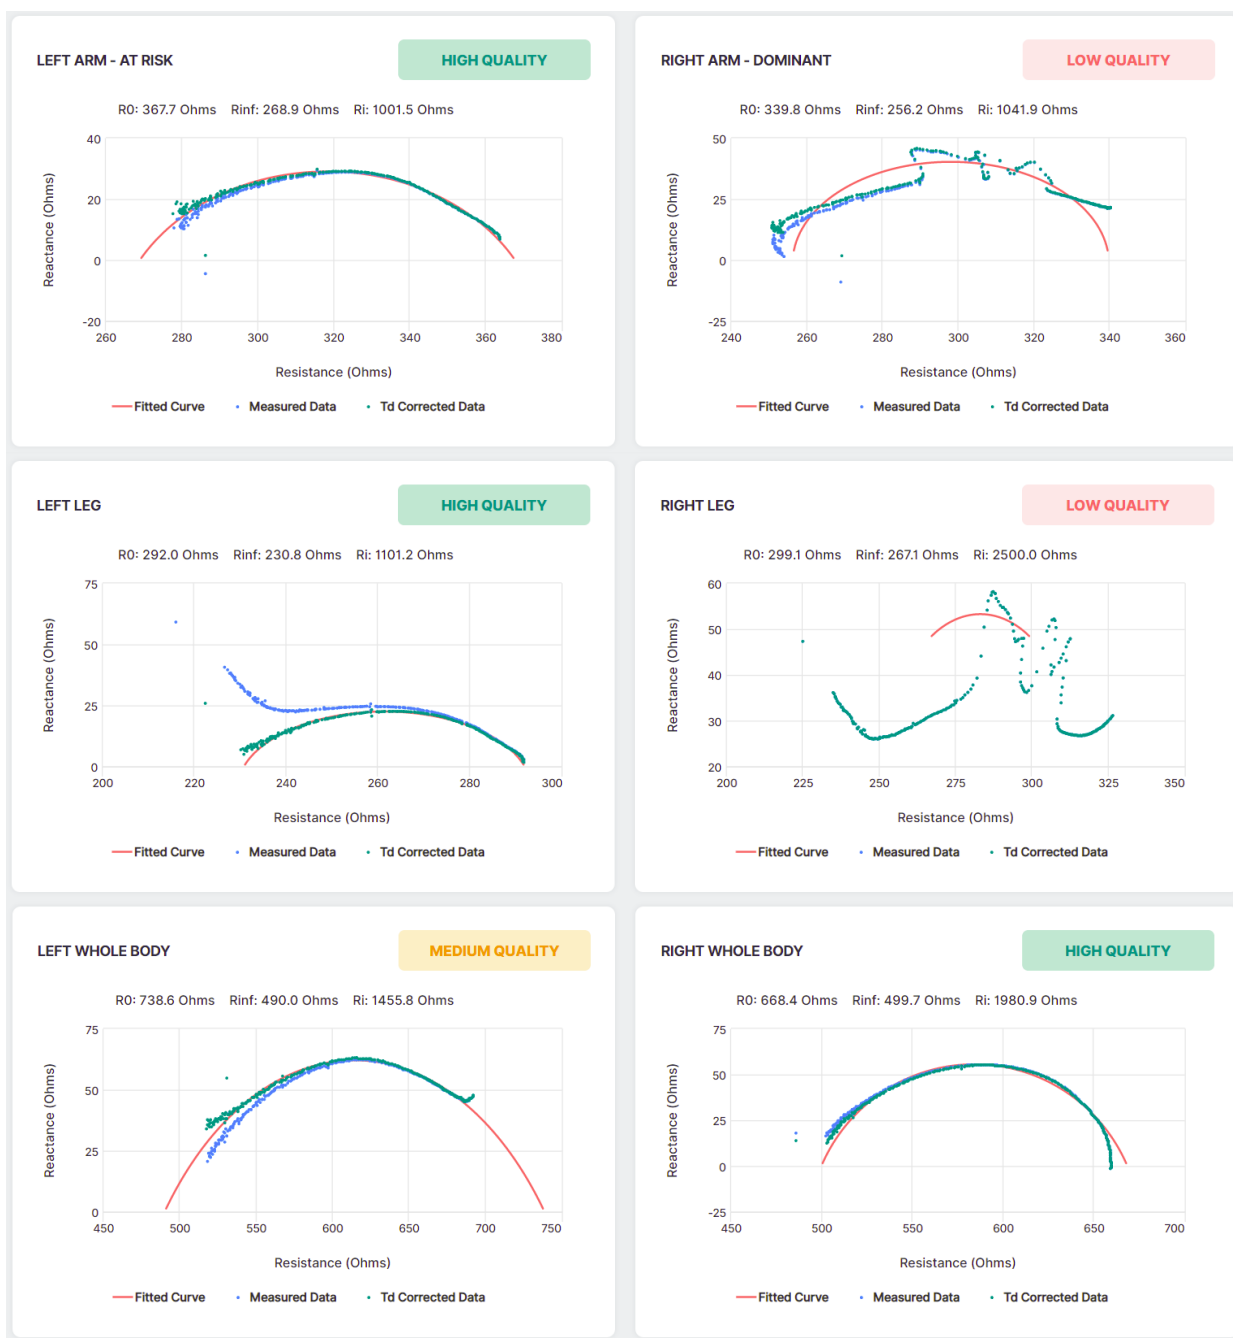 LEFT ARM - AT RISK
HIGH QUALITY
R0: 367.7 Ohms Rinf: 268.9 Ohms Ri: 1001.5 Ohms
40
20
0
-20
Reactance (Ohms)
260 280 300 320 340 360 380
Resistance (Ohms)
Fitted Curve Measured Data Td Corrected Data
RIGHT ARM - DOMINANT
LOW QUALITY
R0: 339.8 Ohms Rinf: 256.2 Ohms Ri: 1041.9 Ohms
50
25
0
-25
Reactance (Ohms)
240 260 280 300 320 340 360
Resistance (Ohms)
Fitted Curve Measured Data Td Corrected Data
LEFT LEG
HIGH QUALITY
R0: 292.0 Ohms Rinf: 230.8 Ohms Ri: 1101.2 Ohms
75
50
25
0
Reactance (Ohms)
200 220 240 260 280 300
Resistance (Ohms)
Fitted Curve Measured Data Td Corrected Data
RIGHT LEG
LOW QUALITY
R0: 299.1 Ohms Rinf: 267.1 Ohms Ri: 2500.0 Ohms
60
50
40
30
20
Reactance (Ohms)
200 225 250 275 300 325 350
Resistance (Ohms)
Fitted Curve Measured Data Td Corrected Data
LEFT WHOLE BODY
MEDIUM QUALITY
R0: 738.6 Ohms Rinf: 490.0 Ohms Ri: 1455.8 Ohms
75
50
25
0
Reactance (Ohms)
450 500 550 600 650 700 750
Resistance (Ohms)
Fitted Curve Measured Data Td Corrected Data
RIGHT WHOLE BODY
HIGH QUALITY
R0: 668.4 Ohms Rinf: 499.7 Ohms Ri: 1980.9 Ohms
75
50
25
0
-25
Reactance (Ohms)
450 500 550 600 650 700
Resistance (Ohms)
Fitted Curve Measured Data Td Corrected Data